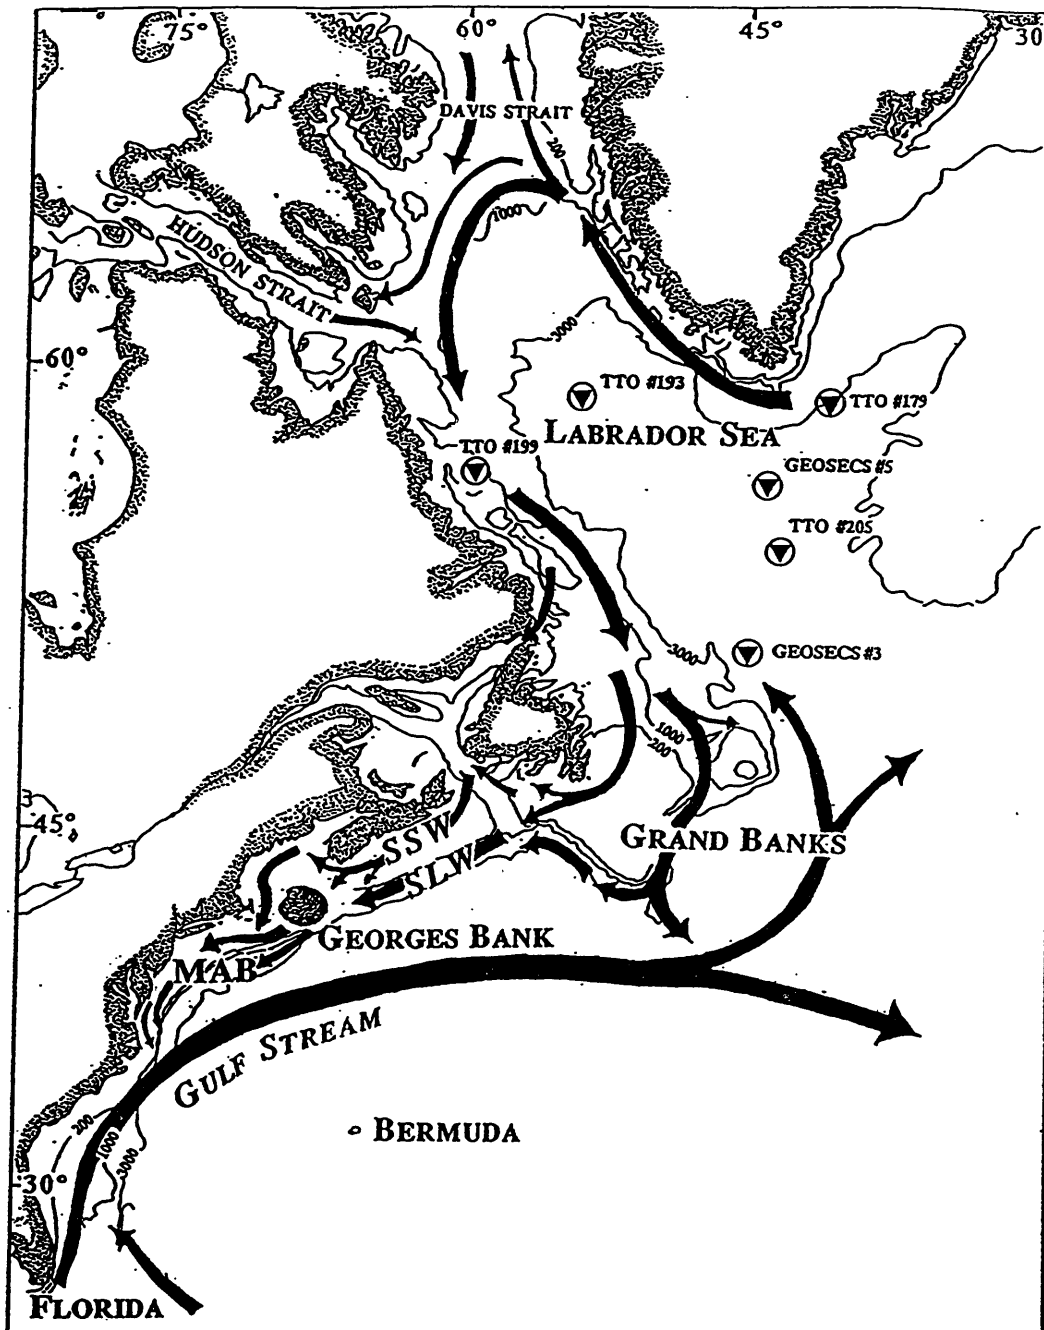 75°
60°
45°
30
DAVIS STRAIT
200
1000
HUDSON STRAIT
3000
60°
TTO #193
TTO #179
LABRADOR SEA
TTO #199
GEOSECS #5
TTO #205
3000
GEOSECS #3
1000
200
45°
SSW
SLW
GRAND BANKS
GEORGES BANK
MAB
GULF STREAM
200
1000
3000
BERMUDA
30°
FLORIDA